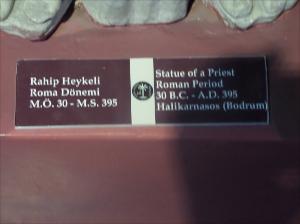 Rahip Heykeli
Roma Dönemi
M.Ö. 30 - M.S. 395
Statue of a Priest
Roman Period
30 B.C. - A.D. 395
Halikarnasos (Bodrum)